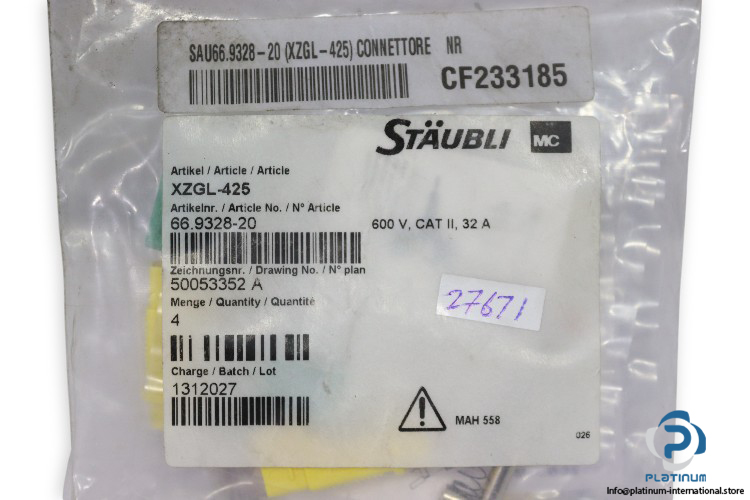 SAU66.9328-20 (XZGL-425) CONNETTORE NR
CF233185
STÄUBLI MC
Artikel / Article / Article
XZGL-425
Artikelnr. / Article No. / N° Article
66.9328-20
600 V, CAT II, 32 A
Zeichnungsnr. / Drawing No. / N° plan
50053352 A
27671
Menge / Quantity / Quantité
4
Charge / Batch / Lot
1312027
MAH 558
026
PLATINUM
Info@platinum-international.store